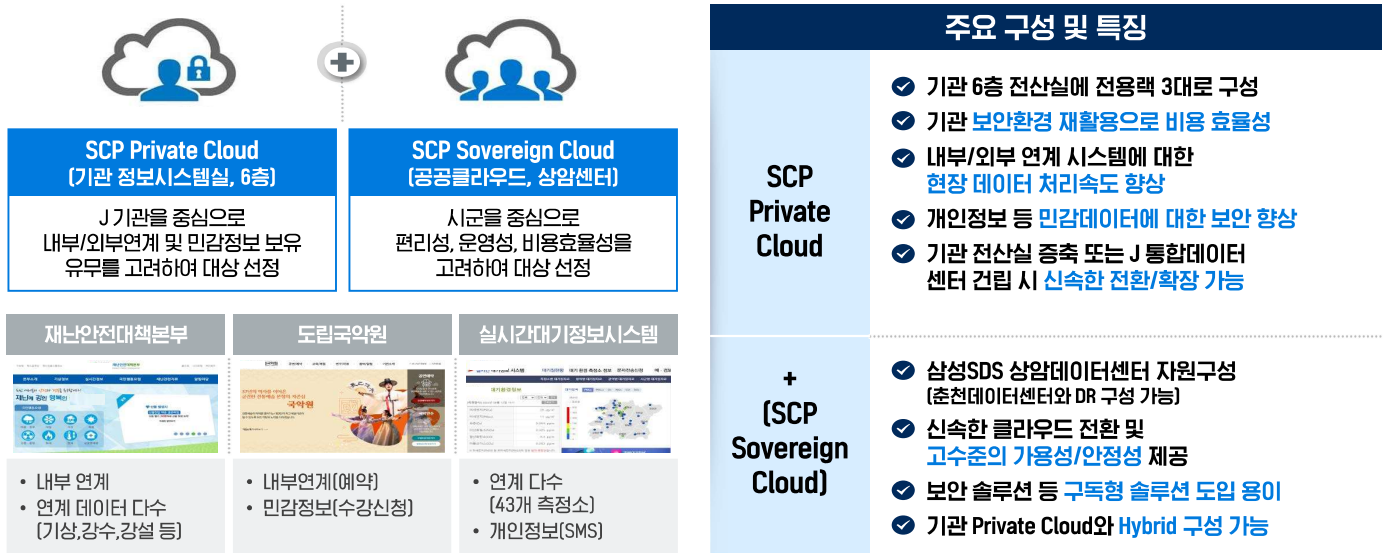 SCP Private Cloud
(기관 정보시스템실, 6층)
J 기관을 중심으로
내부/외부연계 및 민감정보 보유
유무를 고려하여 대상 선정
SCP Sovereign Cloud
(공공클라우드, 상암센터)
시군을 중심으로
편리성, 운영성, 비용효율성을
고려하여 대상 선정
재난안전대책본부
• 내부 연계
• 연계 데이터 다수
(기상,강수,강설 등)
도립국악원
국악원
• 내부연계(예약)
• 민감정보(수강신청)
실시간대기정보시스템
대기환경정보
• 연계 다수
(43개 측정소)
• 개인정보(SMS)
주요 구성 및 특징
SCP
Private
Cloud
기관 6층 전산실에 전용랙 3대로 구성
기관 보안환경 재활용으로 비용 효율성
내부/외부 연계 시스템에 대한
현장 데이터 처리속도 향상
개인정보 등 민감데이터에 대한 보안 향상
기관 전산실 증축 또는 J 통합데이터
센터 건립 시 신속한 전환/확장 가능
+
(SCP
Sovereign
Cloud)
삼성SDS 상암데이터센터 자원구성
(춘천데이터센터와 DR 구성 가능)
신속한 클라우드 전환 및
고수준의 가용성/안정성 제공
보안 솔루션 등 구독형 솔루션 도입 용이
기관 Private Cloud와 Hybrid 구성 가능